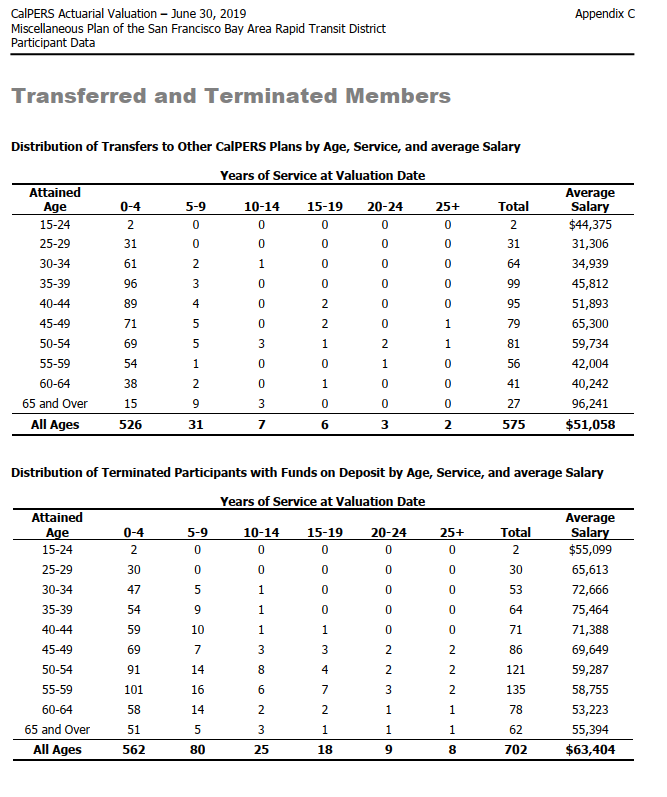 CalPERS Actuarial Valuation – June 30, 2019 Appendix C
Miscellaneous Plan of the San Francisco Bay Area Rapid Transit District
Participant Data
Transferred and Terminated Members
Distribution of Transfers to Other CalPERS Plans by Age, Service, and average Salary
Years of Service at Valuation Date
Attained Average
Age 0-4 5-9 10-14 15-19 20-24 25+ Total Salary
15-24 2 0 0 0 0 0 2 $44,375
25-29 31 0 0 0 0 0 31 31,306
30-34 61 2 1 0 0 0 64 34,939
35-39 96 3 0 0 0 0 99 45,812
40-44 89 4 0 2 0 0 95 51,893
45-49 71 5 0 2 0 1 79 65,300
50-54 69 5 3 1 2 1 81 59,734
55-59 54 1 0 0 1 0 56 42,004
60-64 38 2 0 1 0 0 41 40,242
65 and Over 15 9 3 0 0 0 27 96,241
All Ages 526 31 7 6 3 2 575 $51,058
Distribution of Terminated Participants with Funds on Deposit by Age, Service, and average Salary
Years of Service at Valuation Date
Attained Average
Age 0-4 5-9 10-14 15-19 20-24 25+ Total Salary
15-24 2 0 0 0 0 0 2 $55,099
25-29 30 0 0 0 0 0 30 65,613
30-34 47 5 1 0 0 0 53 72,666
35-39 54 9 1 0 0 0 64 75,464
40-44 59 10 1 1 0 0 71 71,388
45-49 69 7 3 3 2 2 86 69,649
50-54 91 14 8 4 2 2 121 59,287
55-59 101 16 6 7 3 2 135 58,755
60-64 58 14 2 2 1 1 78 53,223
65 and Over 51 5 3 1 1 1 62 55,394
All Ages 562 80 25 18 9 8 702 $63,404